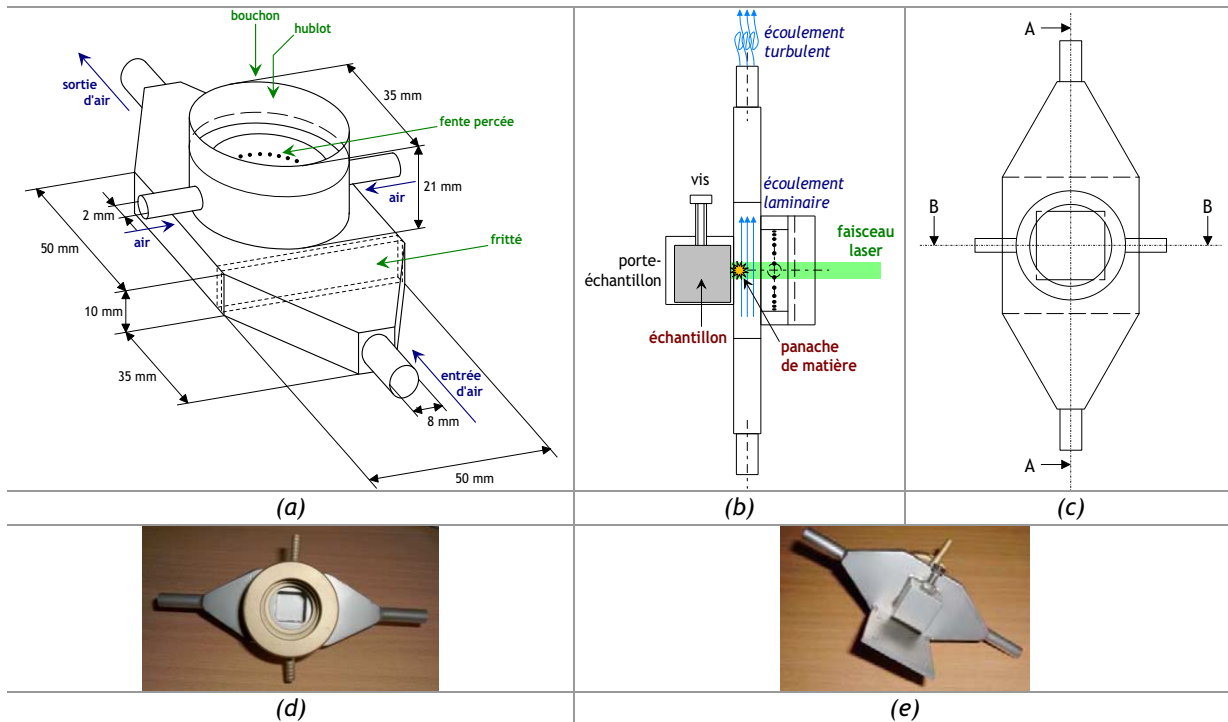 bouchon
hublot
sortie
d'air
35 mm
fente percée
21 mm
air
2 mm
air
50 mm
fritté
10 mm
35 mm
entrée
d'air
8 mm
50 mm
(a)
écoulement
turbulent
vis
écoulement
laminaire
faisceau
laser
porte-
échantillon
échantillon
panache
de matière
(b)
A
B
B
A
(c)
(d)
(e)